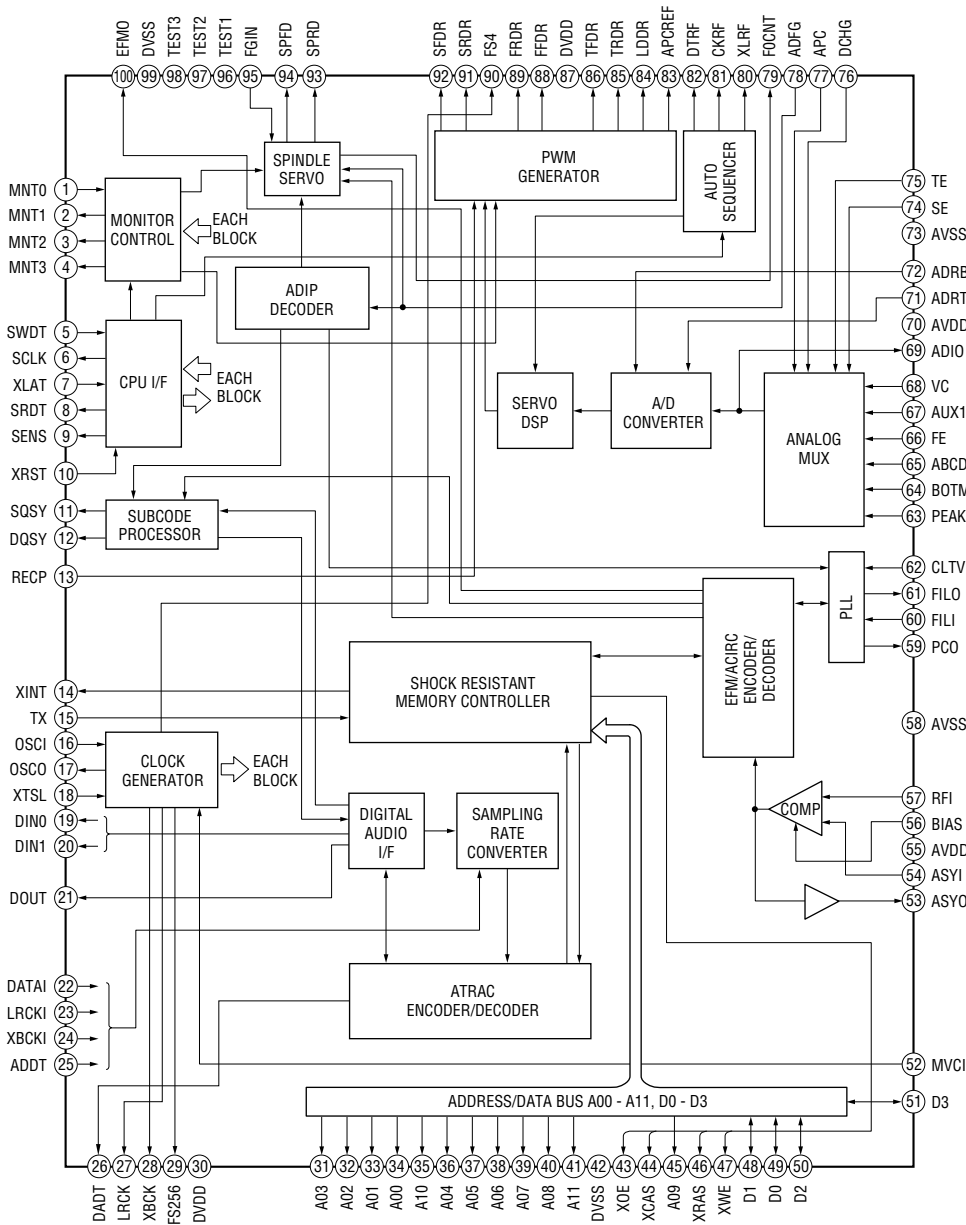 EFMO
DVSS
TEST3
TEST2
TEST1
FGIN
SPFD
SPRD
SFDR
SRDR
FS4
FRDR
FFDR
DVDD
TFDR
TRDR
LDDR
APCREF
DTRF
CKRF
XLRF
F0CNT
ADFG
APC
DCHG
100 99 98 97 96 95 94 93 92 91 90 89 88 87 86 85 84 83 82 81 80 79 78 77 76
MNT0 1
MNT1 2
MNT2 3
MNT3 4
SWDT 5
SCLK 6
XLAT 7
SRDT 8
SENS 9
XRST 10
SQSY 11
DQSY 12
RECP 13
XINT 14
TX 15
OSCI 16
OSCO 17
XTSL 18
DIN0 19
DIN1 20
DOUT 21
DATAI 22
LRCKI 23
XBCKI 24
ADDT 25
MONITOR
CONTROL
EACH
BLOCK
SPINDLE
SERVO
PWM
GENERATOR
AUTO
SEQUENCER
ADIP
DECODER
CPU I/F
EACH
BLOCK
SERVO
DSP
A/D
CONVERTER
ANALOG
MUX
SUBCODE
PROCESSOR
PLL
EFM/ACIRC
ENCODER/
DECODER
SHOCK RESISTANT
MEMORY CONTROLLER
CLOCK
GENERATOR
EACH
BLOCK
DIGITAL
AUDIO
I/F
SAMPLING
RATE
CONVERTER
COMP
ATRAC
ENCODER/DECODER
ADDRESS/DATA BUS A00 - A11, D0 - D3
75 TE
74 SE
73 AVSS
72 ADRB
71 ADRT
70 AVDD
69 ADIO
68 VC
67 AUX1
66 FE
65 ABCD
64 BOTM
63 PEAK
62 CLTV
61 FILO
60 FILI
59 PCO
58 AVSS
57 RFI
56 BIAS
55 AVDD
54 ASYI
53 ASYO
52 MVCI
51 D3
26 27 28 29 30 31 32 33 34 35 36 37 38 39 40 41 42 43 44 45 46 47 48 49 50
DADT
LRCK
XBCK
FS256
DVDD
A03
A02
A01
A00
A10
A04
A05
A06
A07
A08
A11
DVSS
XOE
XCAS
A09
XRAS
XWE
D1
D0
D2